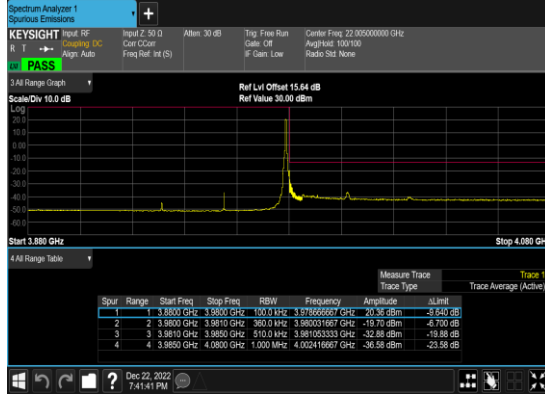 Spectrum Analyzer 1
Spurious Emissions
+
KEYSIGHT Input: RF Input Z: 50 Ω Atten: 30 dB Trig: Free Run Center Freq: 22.005000000 GHz
R T Coupling: DC Corr CCorr Gate: Off Avg|Hold: 100/100
Align: Auto Freq Ref: Int (S) IF Gain: Low Radio Std: None
PASS
3 All Range Graph
Ref Lvl Offset 15.64 dB
Scale/Div 10.0 dB Ref Value 30.00 dBm
Log
20.0
10.0
0.00
-10.0
-20.0
-30.0
-40.0
-50.0
-60.0
Start 3.880 GHz Stop 4.080 GH
4 All Range Table
Measure Trace Trace 1
Trace Type Trace Average (Active)
Spur Range Start Freq Stop Freq RBW Frequency Amplitude ΔLimit
1 1 3.8800 GHz 3.9800 GHz 100.0 kHz 3.978666667 GHz 20.36 dBm -9.640 dB
2 2 3.9800 GHz 3.9810 GHz 360.0 kHz 3.980031667 GHz -19.70 dBm -6.700 dB
3 3 3.9810 GHz 3.9850 GHz 510.0 kHz 3.981053333 GHz -32.88 dBm -19.88 dB
4 4 3.9850 GHz 4.0800 GHz 1.000 MHz 4.002416667 GHz -36.58 dBm -23.58 dB
? Dec 22, 2022
7:41:41 PM